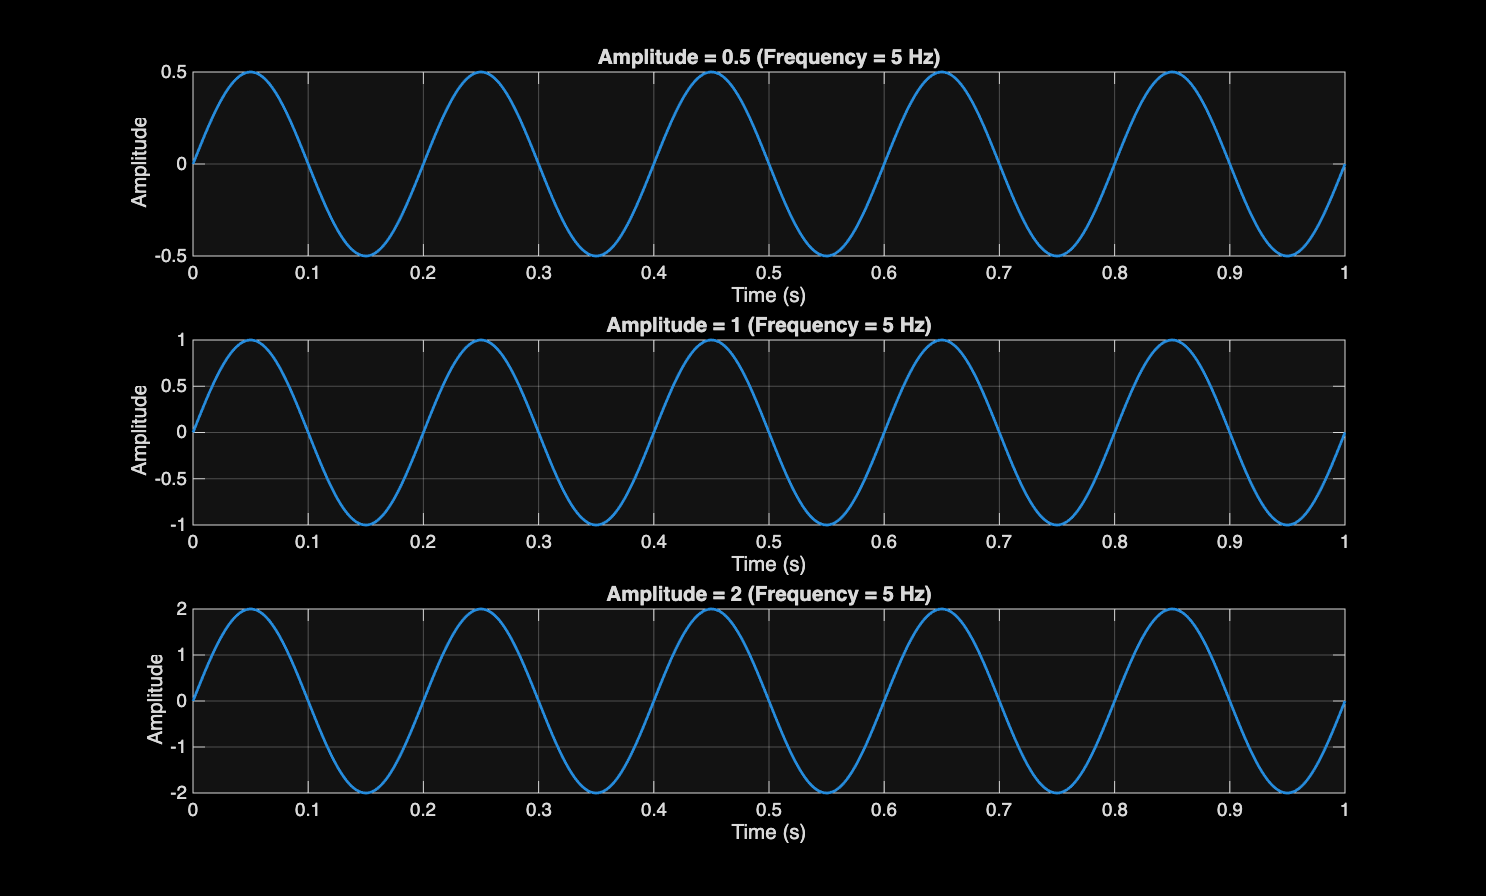 Amplitude = 0.5 (Frequency = 5 Hz)
0.5
0
-0.5
Amplitude
0 0.1 0.2 0.3 0.4 0.5 0.6 0.7 0.8 0.9 1
Time (s)
Amplitude = 1 (Frequency = 5 Hz)
1
0.5
0
-0.5
-1
Amplitude
0 0.1 0.2 0.3 0.4 0.5 0.6 0.7 0.8 0.9 1
Time (s)
Amplitude = 2 (Frequency = 5 Hz)
2
1
0
-1
-2
Amplitude
0 0.1 0.2 0.3 0.4 0.5 0.6 0.7 0.8 0.9 1
Time (s)